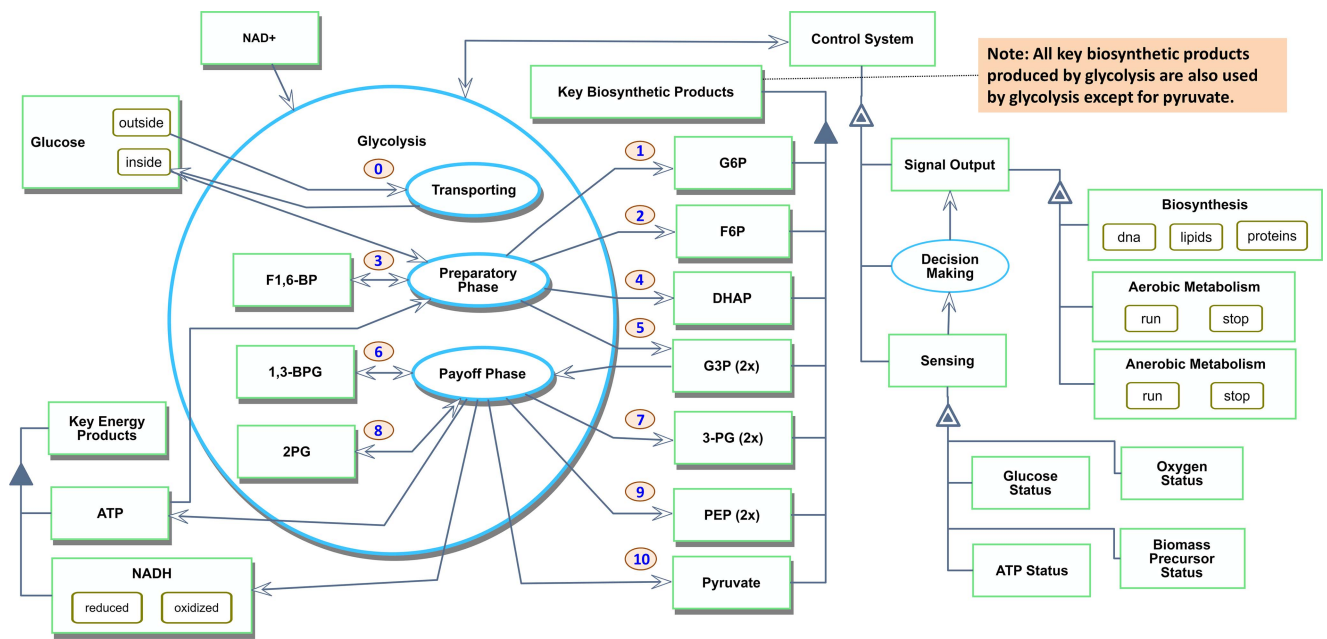 NAD+
Control System
Note: All key biosynthetic products
produced by glycolysis are also used
by glycolysis except for pyruvate.
Key Biosynthetic Products
Glucose
outside
inside
Glycolysis
0
Transporting
1
G6P
Signal Output
2
F6P
Biosynthesis
dna
lipids
proteins
F1,6-BP
3
Preparatory
Phase
4
DHAP
Decision
Making
Aerobic Metabolism
run
stop
5
G3P (2x)
Sensing
1,3-BPG
6
Payoff Phase
Anerobic Metabolism
run
stop
Key Energy
Products
2PG
8
7
3-PG (2x)
Glucose
Status
Oxygen
Status
ATP
9
PEP (2x)
NADH
reduced
oxidized
10
Pyruvate
ATP Status
Biomass
Precursor
Status